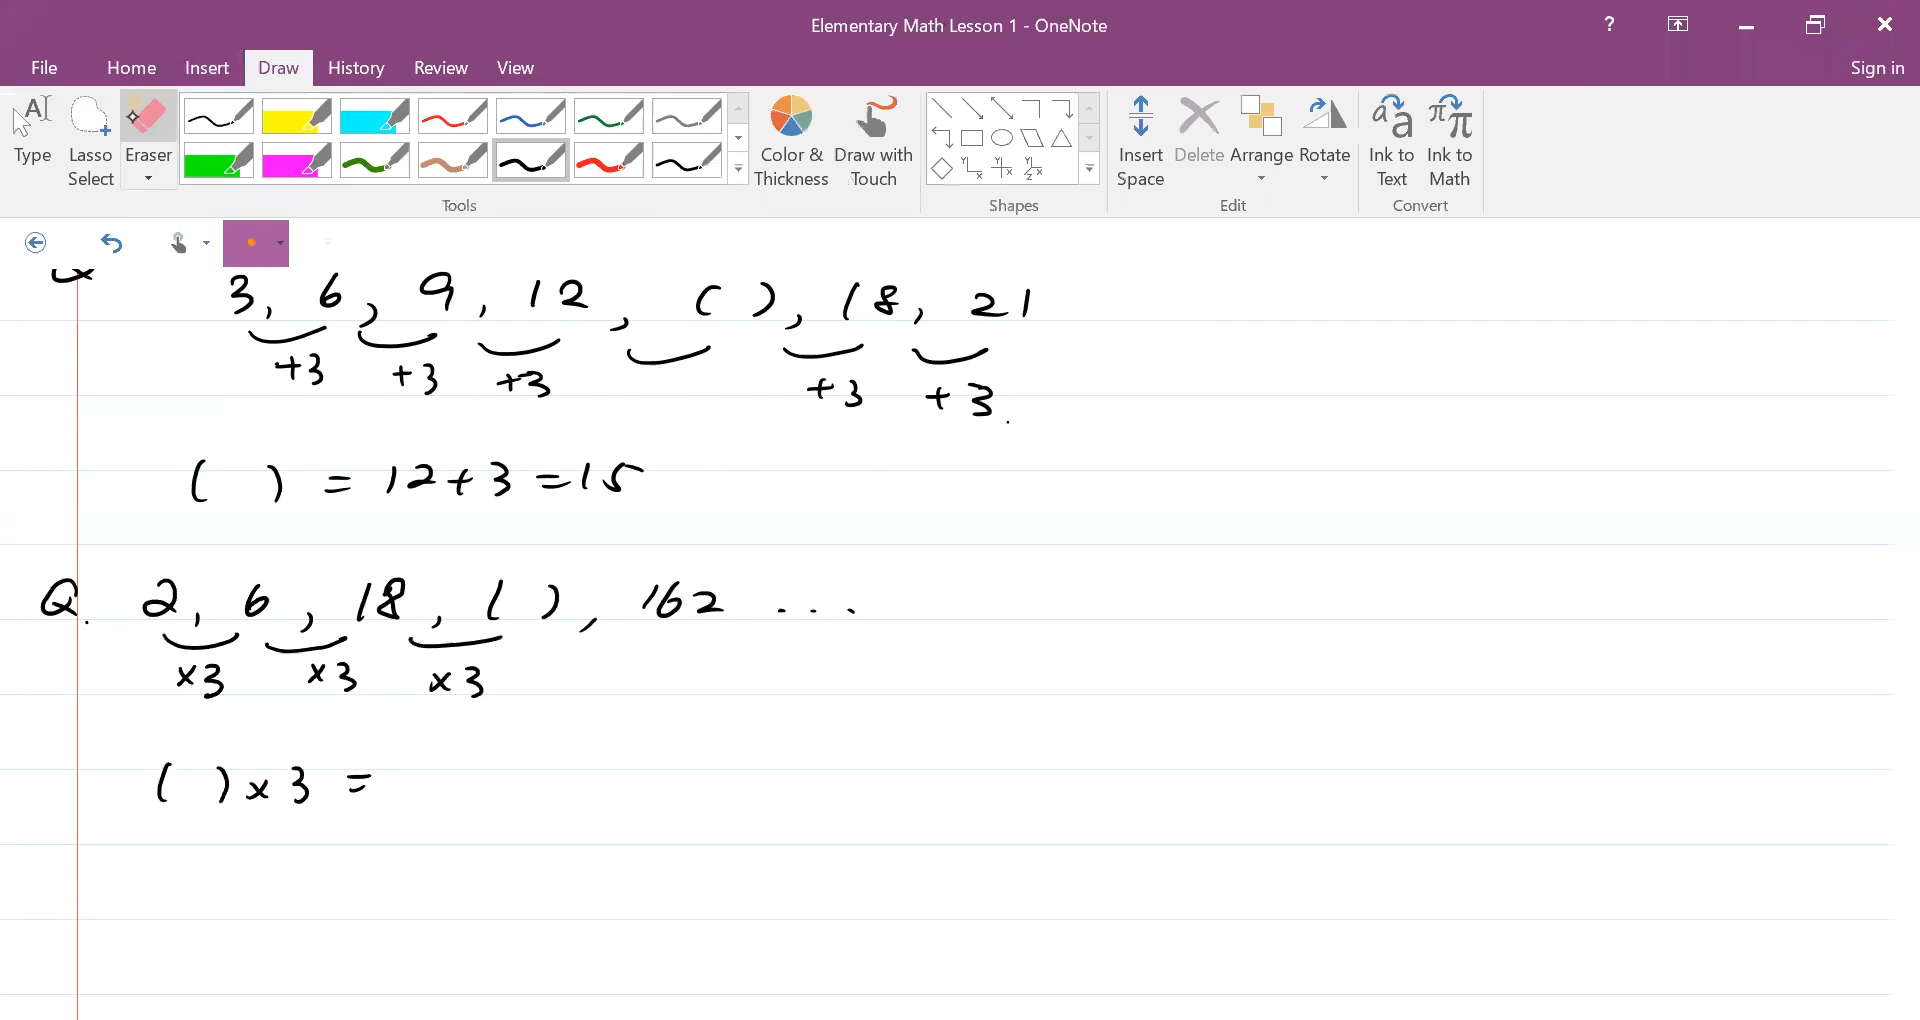 Elementary Math Lesson 1 - OneNote
?
File Home Insert Draw History Review View Sign in
Type Lasso Select Eraser Color & Thickness Draw with Touch Insert Space Delete Arrange Rotate Ink to Text Ink to Math
Tools Shapes Edit Convert
3, 6, 9, 12, ( ), 18, 21
+3 +3 +3 +3 +3.
( ) = 12+3 =15
Q. 2, 6, 18, ( ), 162 ...
×3 ×3 ×3
( ) × 3 =